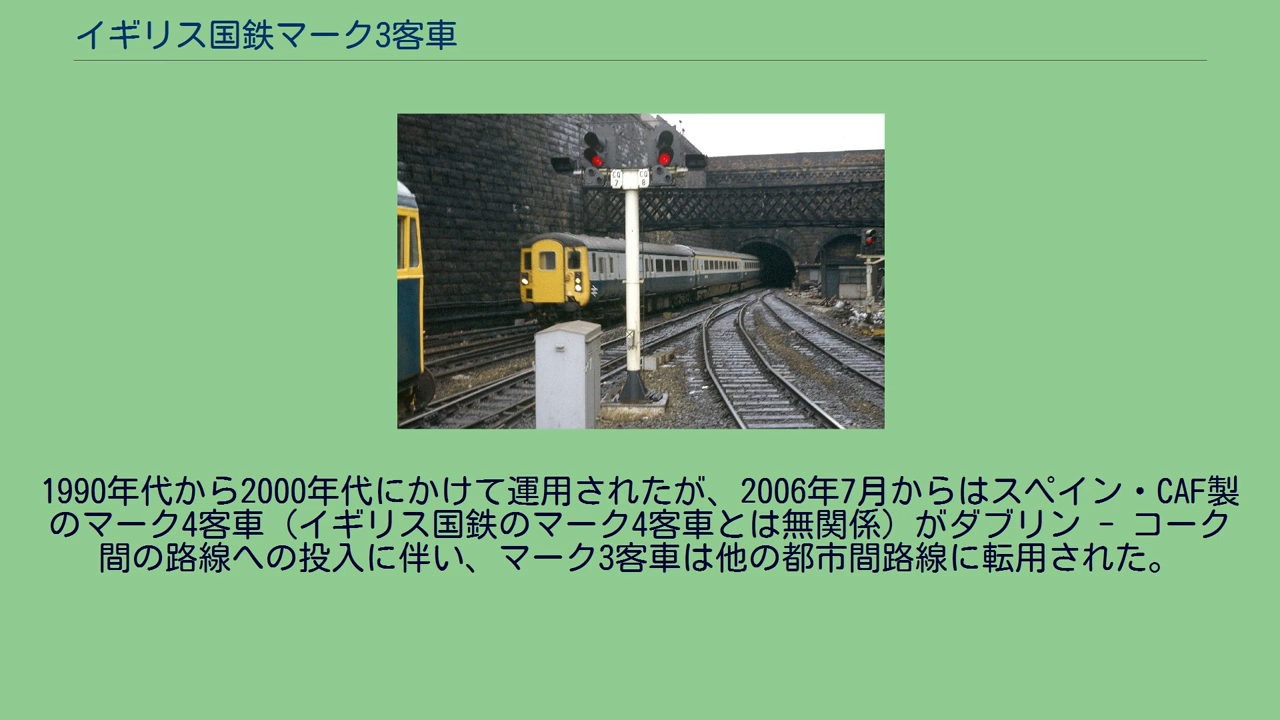 イギリス国鉄マーク3客車
CO 7
CO 8
1990年代から2000年代にかけて運用されたが、2006年7月からはスペイン・CAF製
のマーク4客車（イギリス国鉄のマーク4客車とは無関係）がダブリン - コーク
間の路線への投入に伴い、マーク3客車は他の都市間路線に転用された。